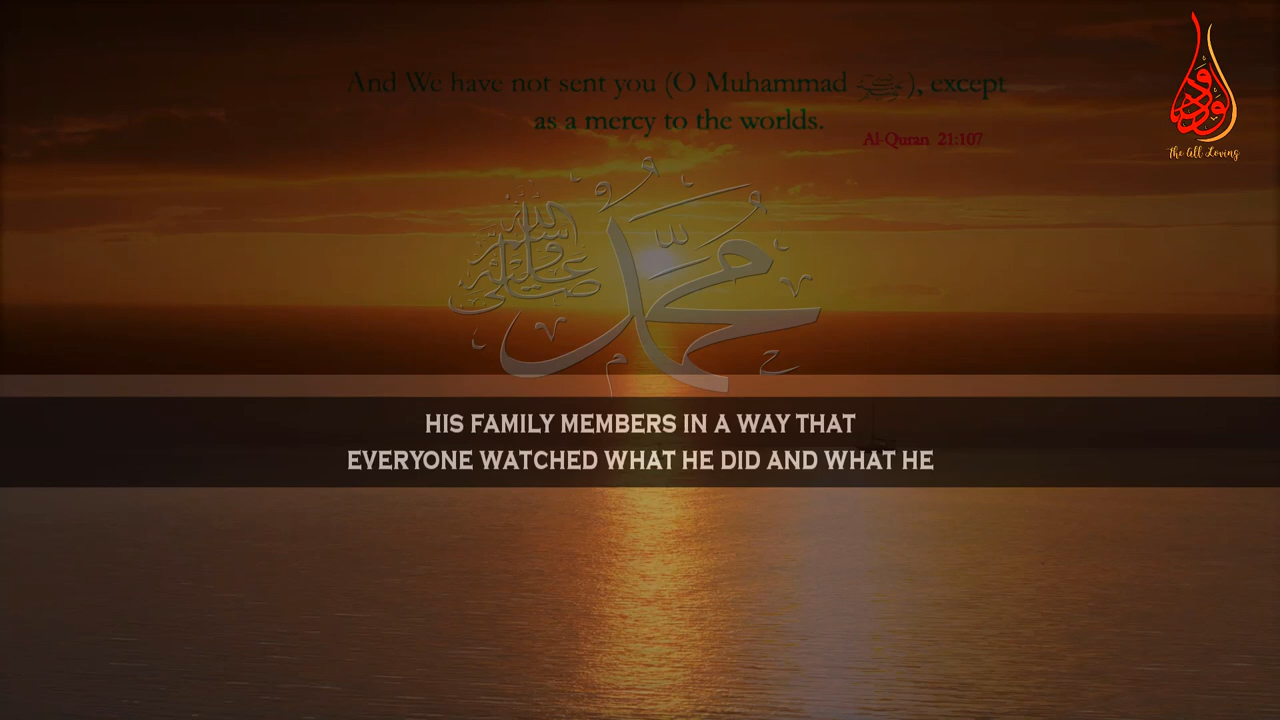 And We have not sent you (O Muhammad ﷺ), except
as a mercy to the worlds.
Al-Quran 21:107
ودود
The All Loving
محمد
صلى الله عليه وسلم
HIS FAMILY MEMBERS IN A WAY THAT
EVERYONE WATCHED WHAT HE DID AND WHAT HE